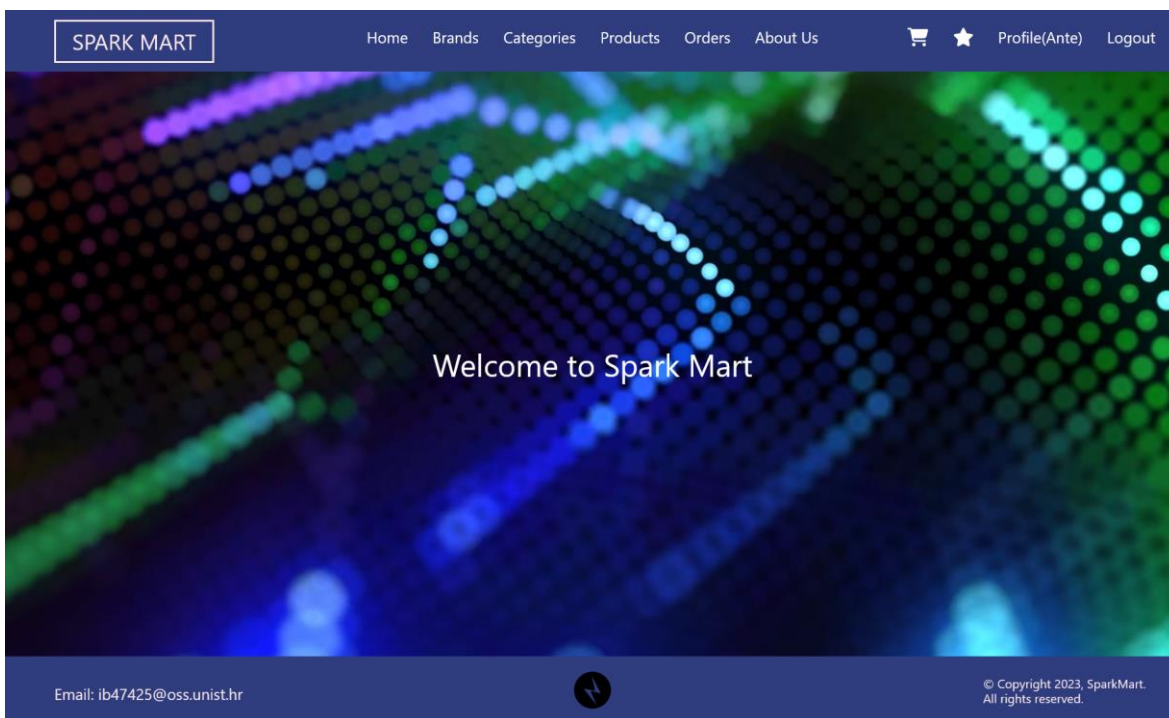 SPARK MART
Home Brands Categories Products Orders About Us Profile(Ante) Logout
Welcome to Spark Mart
Email: ib47425@oss.unist.hr
© Copyright 2023, SparkMart.
All rights reserved.